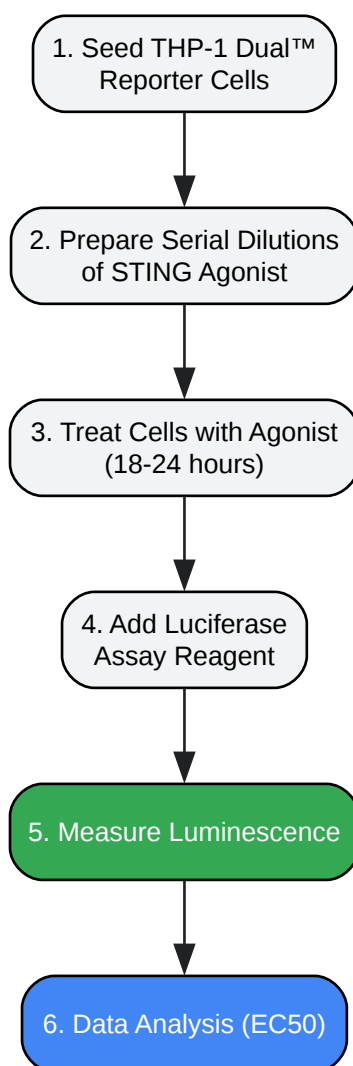 1. Seed THP-1 Dual™
Reporter Cells
2. Prepare Serial Dilutions
of STING Agonist
3. Treat Cells with Agonist
(18-24 hours)
4. Add Luciferase
Assay Reagent
5. Measure Luminescence
6. Data Analysis (EC50)